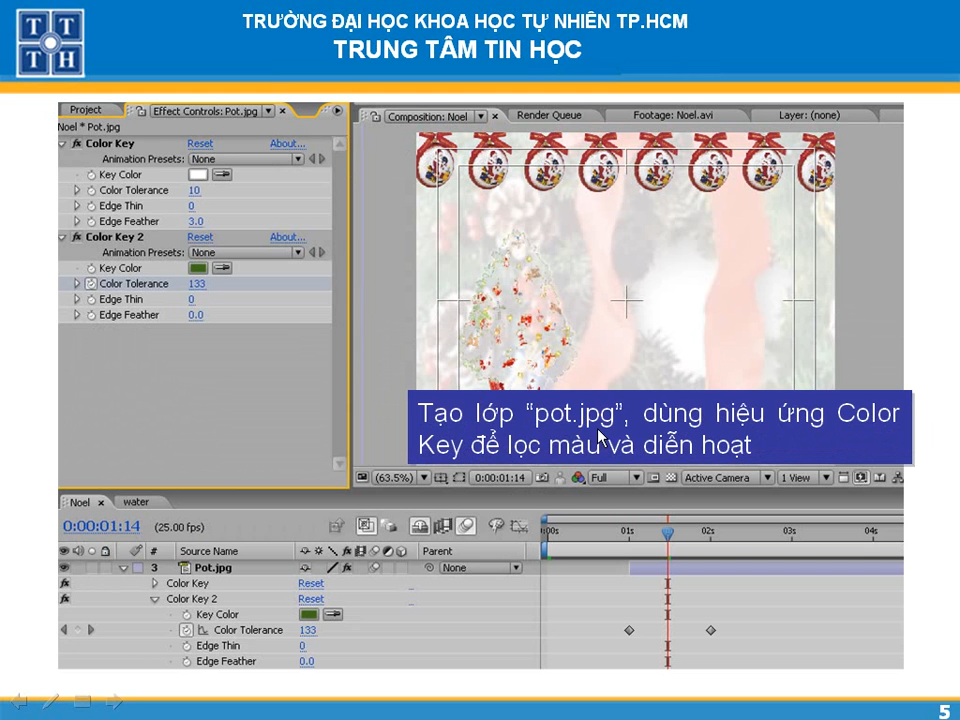 TRƯỜNG ĐẠI HỌC KHOA HỌC TỰ NHIÊN TP.HCM
TRUNG TÂM TIN HỌC
T T
T H
Project
Effect Controls: Pot.jpg
Noel * Pot.jpg
fx Color Key Reset About...
Animation Presets: None
Key Color
Color Tolerance 10
Edge Thin 0
Edge Feather 3.0
fx Color Key 2 Reset About...
Animation Presets: None
Key Color
Color Tolerance 133
Edge Thin 0
Edge Feather 0.0
Composition: Noel
Render Queue
Footage: Noel.avi
Layer: (none)
Tạo lớp “pot.jpg”, dùng hiệu ứng Color
Key để lọc màu và diễn hoạt
(63.5%) 0:00:01:14 Full Active Camera 1 View
Noel water
0:00:01:14 (25.00 fps)
:00s 01s 02s 03s 04s
# Source Name fx Parent
3 Pot.jpg fx None
fx Color Key Reset
fx Color Key 2 Reset
Key Color
Color Tolerance 133
Edge Thin 0
Edge Feather 0.0
5